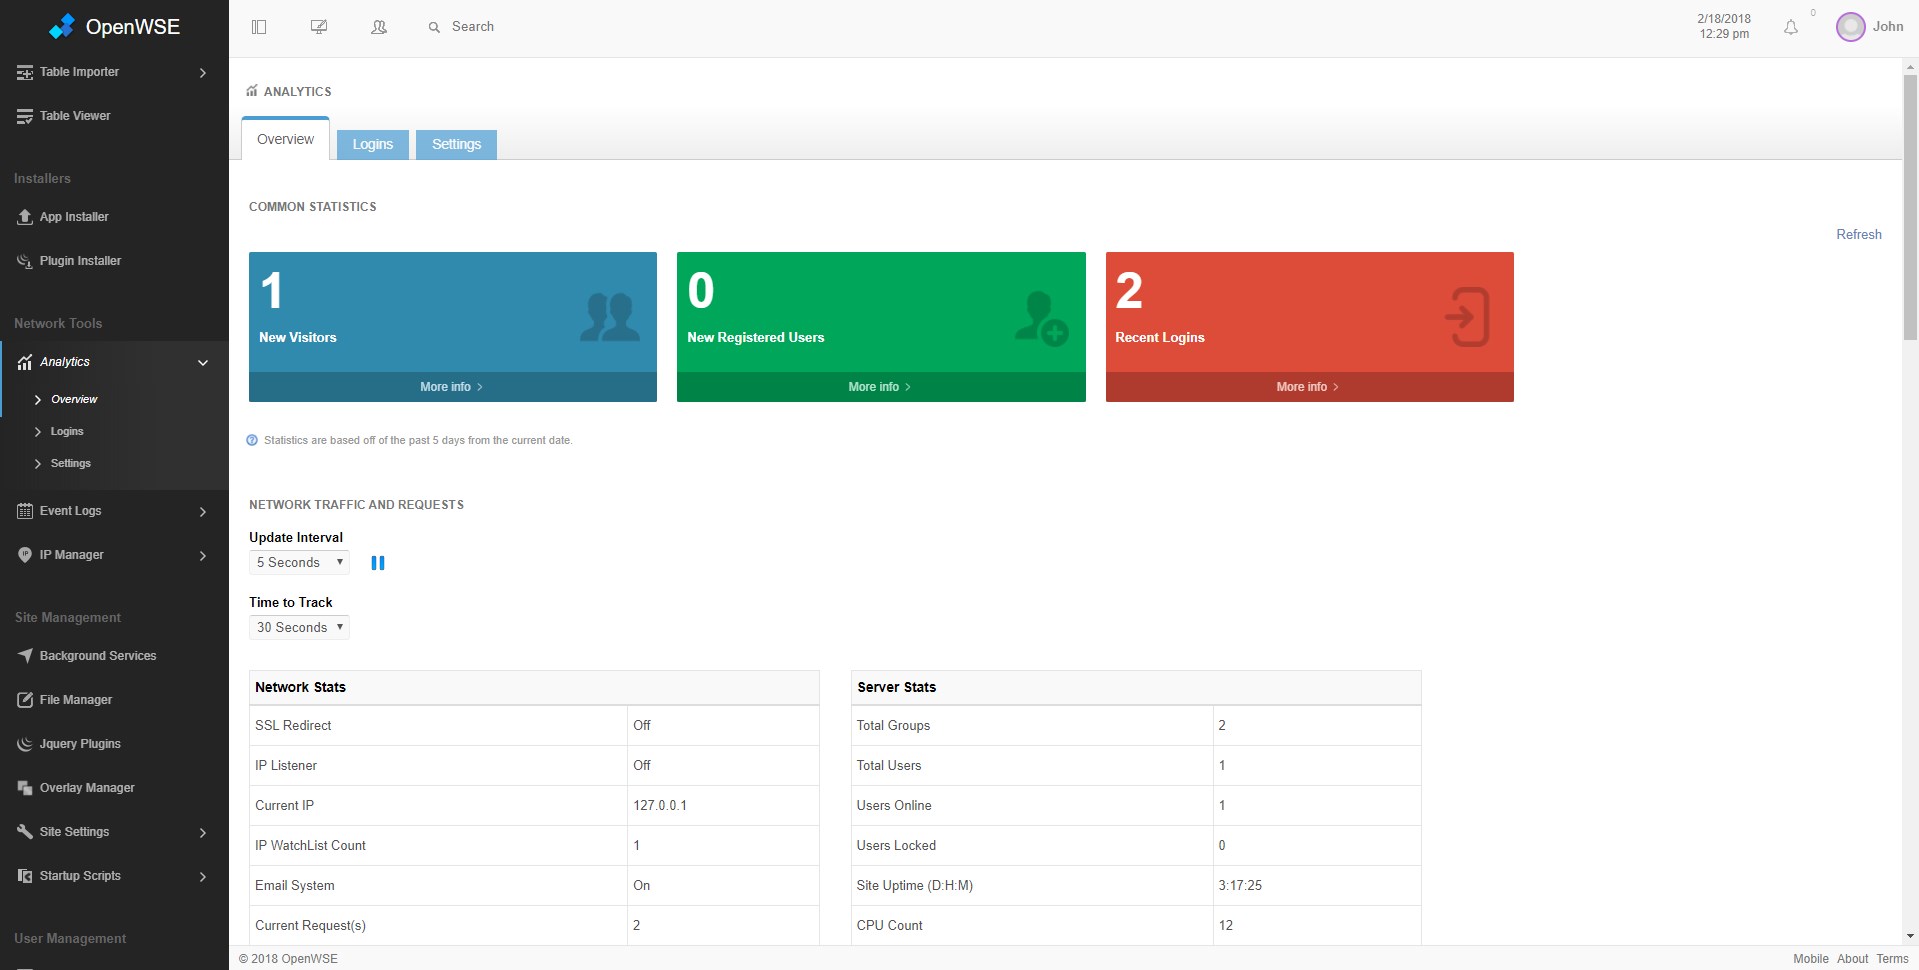 OpenWSE
Search
2/18/2018
12:29 pm
0
John
Table Importer
Table Viewer
Installers
App Installer
Plugin Installer
Network Tools
Analytics
Overview
Logins
Settings
Event Logs
IP Manager
Site Management
Background Services
File Manager
Jquery Plugins
Overlay Manager
Site Settings
Startup Scripts
User Management
ANALYTICS
Overview Logins Settings
COMMON STATISTICS
Refresh
1
New Visitors
More info
0
New Registered Users
More info
2
Recent Logins
More info
Statistics are based off of the past 5 days from the current date.
NETWORK TRAFFIC AND REQUESTS
Update Interval
5 Seconds
Time to Track
30 Seconds
Network Stats
SSL Redirect Off
IP Listener Off
Current IP 127.0.0.1
IP WatchList Count 1
Email System On
Current Request(s) 2
Server Stats
Total Groups 2
Total Users 1
Users Online 1
Users Locked 0
Site Uptime (D:H:M) 3:17:25
CPU Count 12
© 2018 OpenWSE
Mobile About Terms